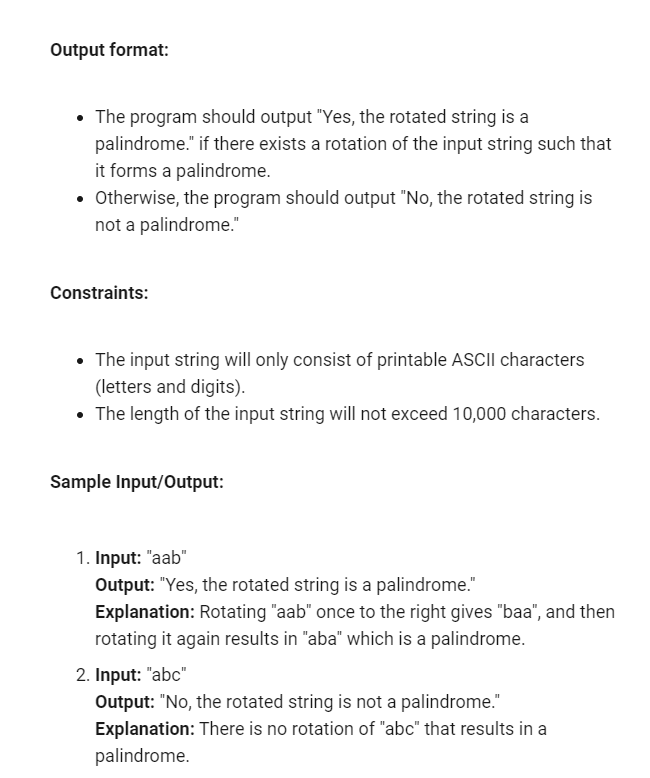 Output format:
• The program should output "Yes, the rotated string is a
palindrome." if there exists a rotation of the input string such that
it forms a palindrome.
• Otherwise, the program should output "No, the rotated string is
not a palindrome."
Constraints:
• The input string will only consist of printable ASCII characters
(letters and digits).
• The length of the input string will not exceed 10,000 characters.
Sample Input/Output:
1. Input: "aab"
Output: "Yes, the rotated string is a palindrome."
Explanation: Rotating "aab" once to the right gives "baa", and then
rotating it again results in "aba" which is a palindrome.
2. Input: "abc"
Output: "No, the rotated string is not a palindrome."
Explanation: There is no rotation of "abc" that results in a
palindrome.